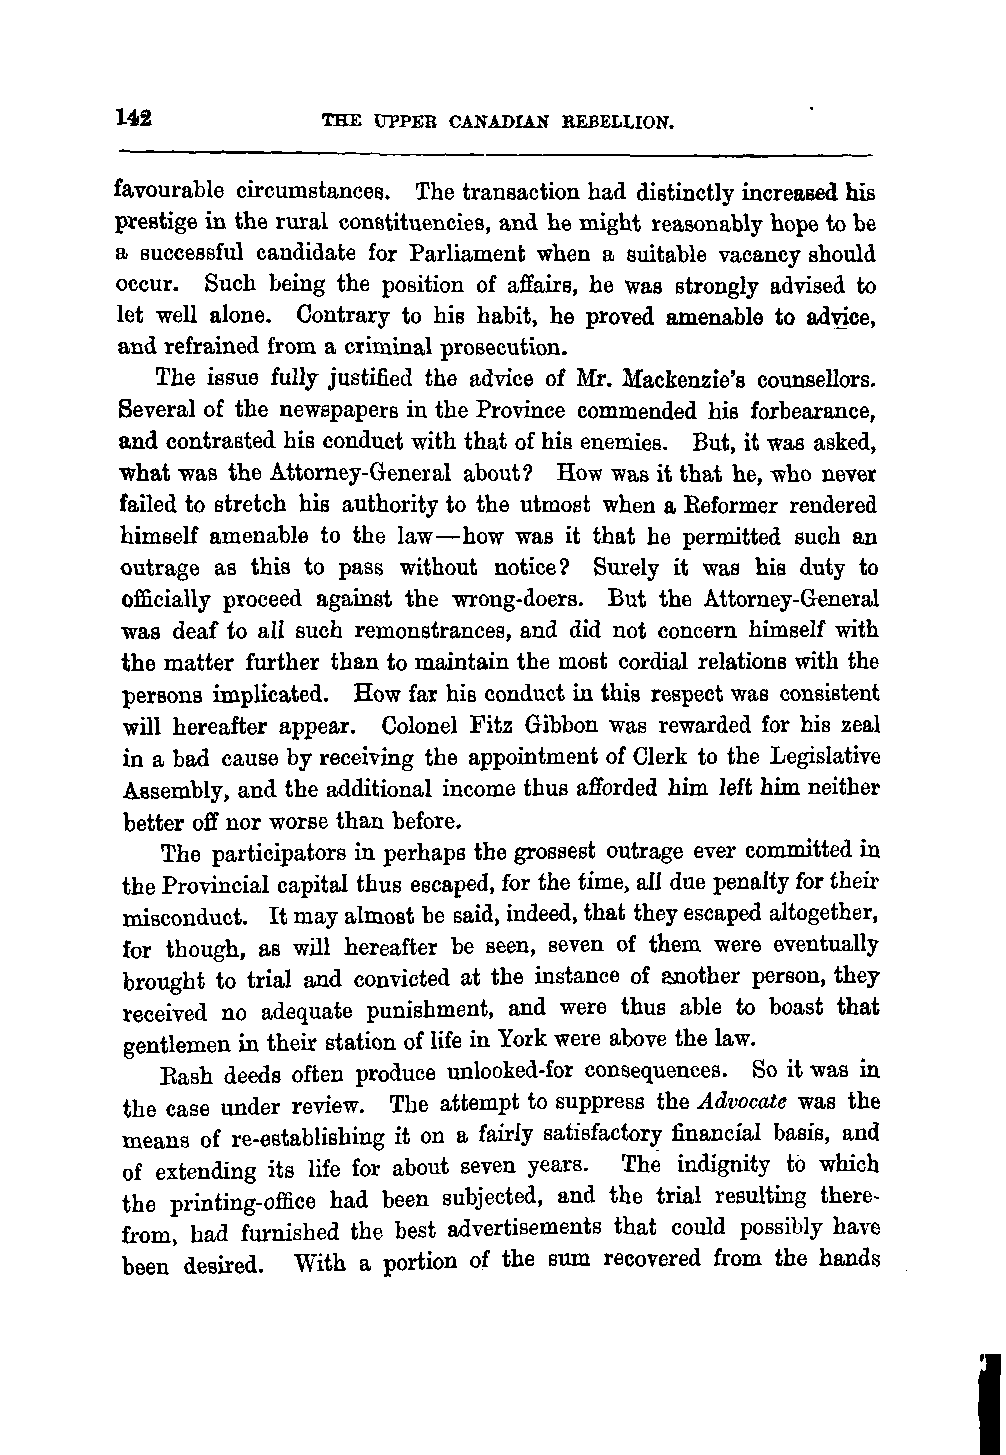 142 THE UPPER CANADIAN REBELLION.
favourable circumstances. The transaction had distinctly increased his
prestige in the rural constituencies, and he might reasonably hope to be
a successful candidate for Parliament when a suitable vacancy should
occur. Such being the position of affairs, he was strongly advised to
let well alone. Contrary to his habit, he proved amenable to advice,
and refrained from a criminal prosecution.
The issue fully justified the advice of Mr. Mackenzie's counsellors.
Several of the newspapers in the Province commended his forbearance,
and contrasted his conduct with that of his enemies. But, it was asked,
what was the Attorney-General about? How was it that he, who never
failed to stretch his authority to the utmost when a Reformer rendered
himself amenable to the law—how was it that he permitted such an
outrage as this to pass without notice? Surely it was his duty to
officially proceed against the wrong-doers. But the Attorney-General
was deaf to all such remonstrances, and did not concern himself with
the matter further than to maintain the most cordial relations with the
persons implicated. How far his conduct in this respect was consistent
will hereafter appear. Colonel Fitz Gibbon was rewarded for his zeal
in a bad cause by receiving the appointment of Clerk to the Legislative
Assembly, and the additional income thus afforded him left him neither
better off nor worse than before.
The participators in perhaps the grossest outrage ever committed in
the Provincial capital thus escaped, for the time, all due penalty for their
misconduct. It may almost be said, indeed, that they escaped altogether,
for though, as will hereafter be seen, seven of them were eventually
brought to trial and convicted at the instance of another person, they
received no adequate punishment, and were thus able to boast that
gentlemen in their station of life in York were above the law.
Rash deeds often produce unlooked-for consequences. So it was in
the case under review. The attempt to suppress the Advocate was the
means of re-establishing it on a fairly satisfactory financial basis, and
of extending its life for about seven years. The indignity to which
the printing-office had been subjected, and the trial resulting there-
from, had furnished the best advertisements that could possibly have
been desired. With a portion of the sum recovered from the hands